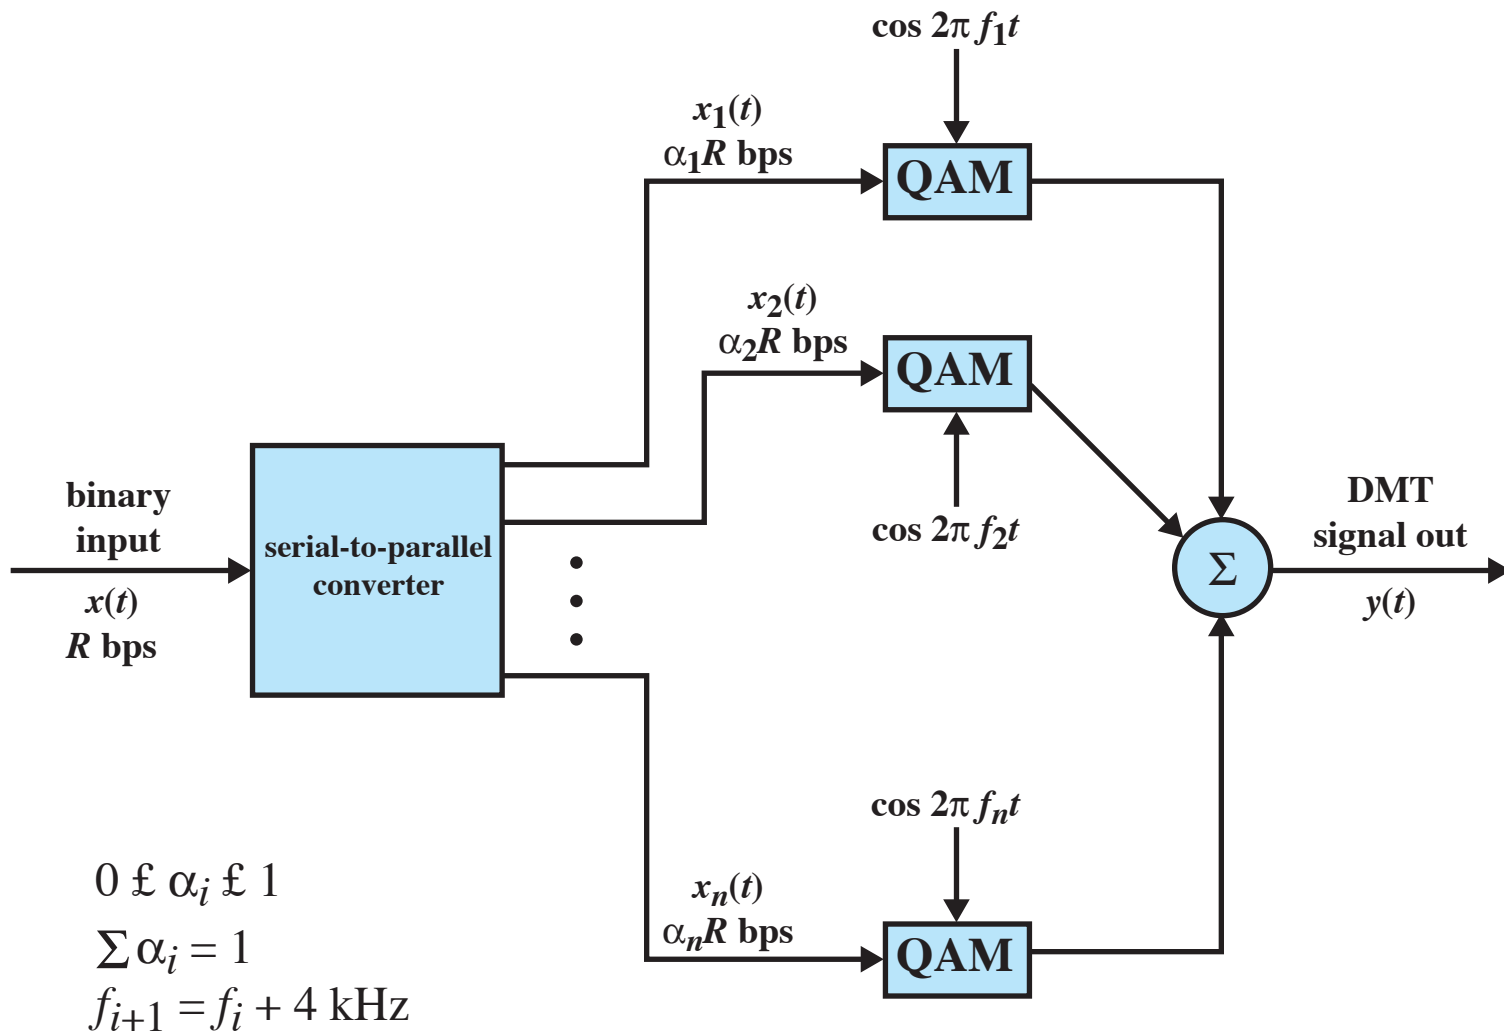 cos 2π f₁t
x₁(t)
α₁R bps
QAM
x₂(t)
α₂R bps
QAM
cos 2π f₂t
binary
input
x(t)
R bps
serial-to-parallel
converter
Σ
DMT
signal out
y(t)
cos 2π fₙt
xₙ(t)
αₙR bps
QAM
0 £ αᵢ £ 1
Σ αᵢ = 1
fᵢ₊₁ = fᵢ + 4 kHz